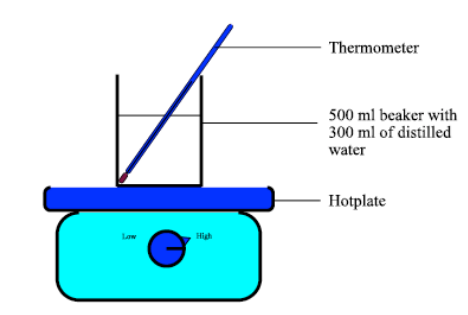 Thermometer
500 ml beaker with
300 ml of distilled
water
Hotplate
Low
High